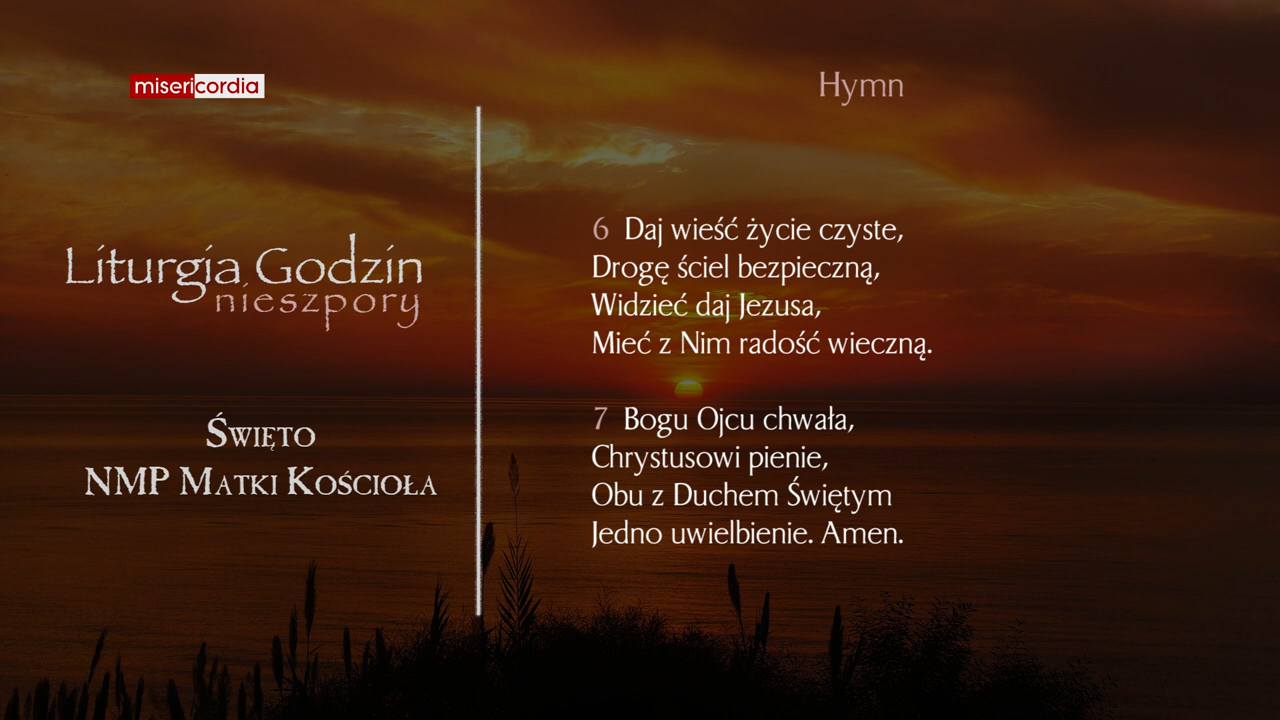 misericordia
Hymn
Liturgia Godzin
nieszpory
Święto
NMP Matki Kościoła
6 Daj wieść życie czyste,
Drogę ściel bezpieczną,
Widzieć daj Jezusa,
Mieć z Nim radość wieczną.
7 Bogu Ojcu chwała,
Chrystusowi pienie,
Obu z Duchem Świętym
Jedno uwielbienie. Amen.